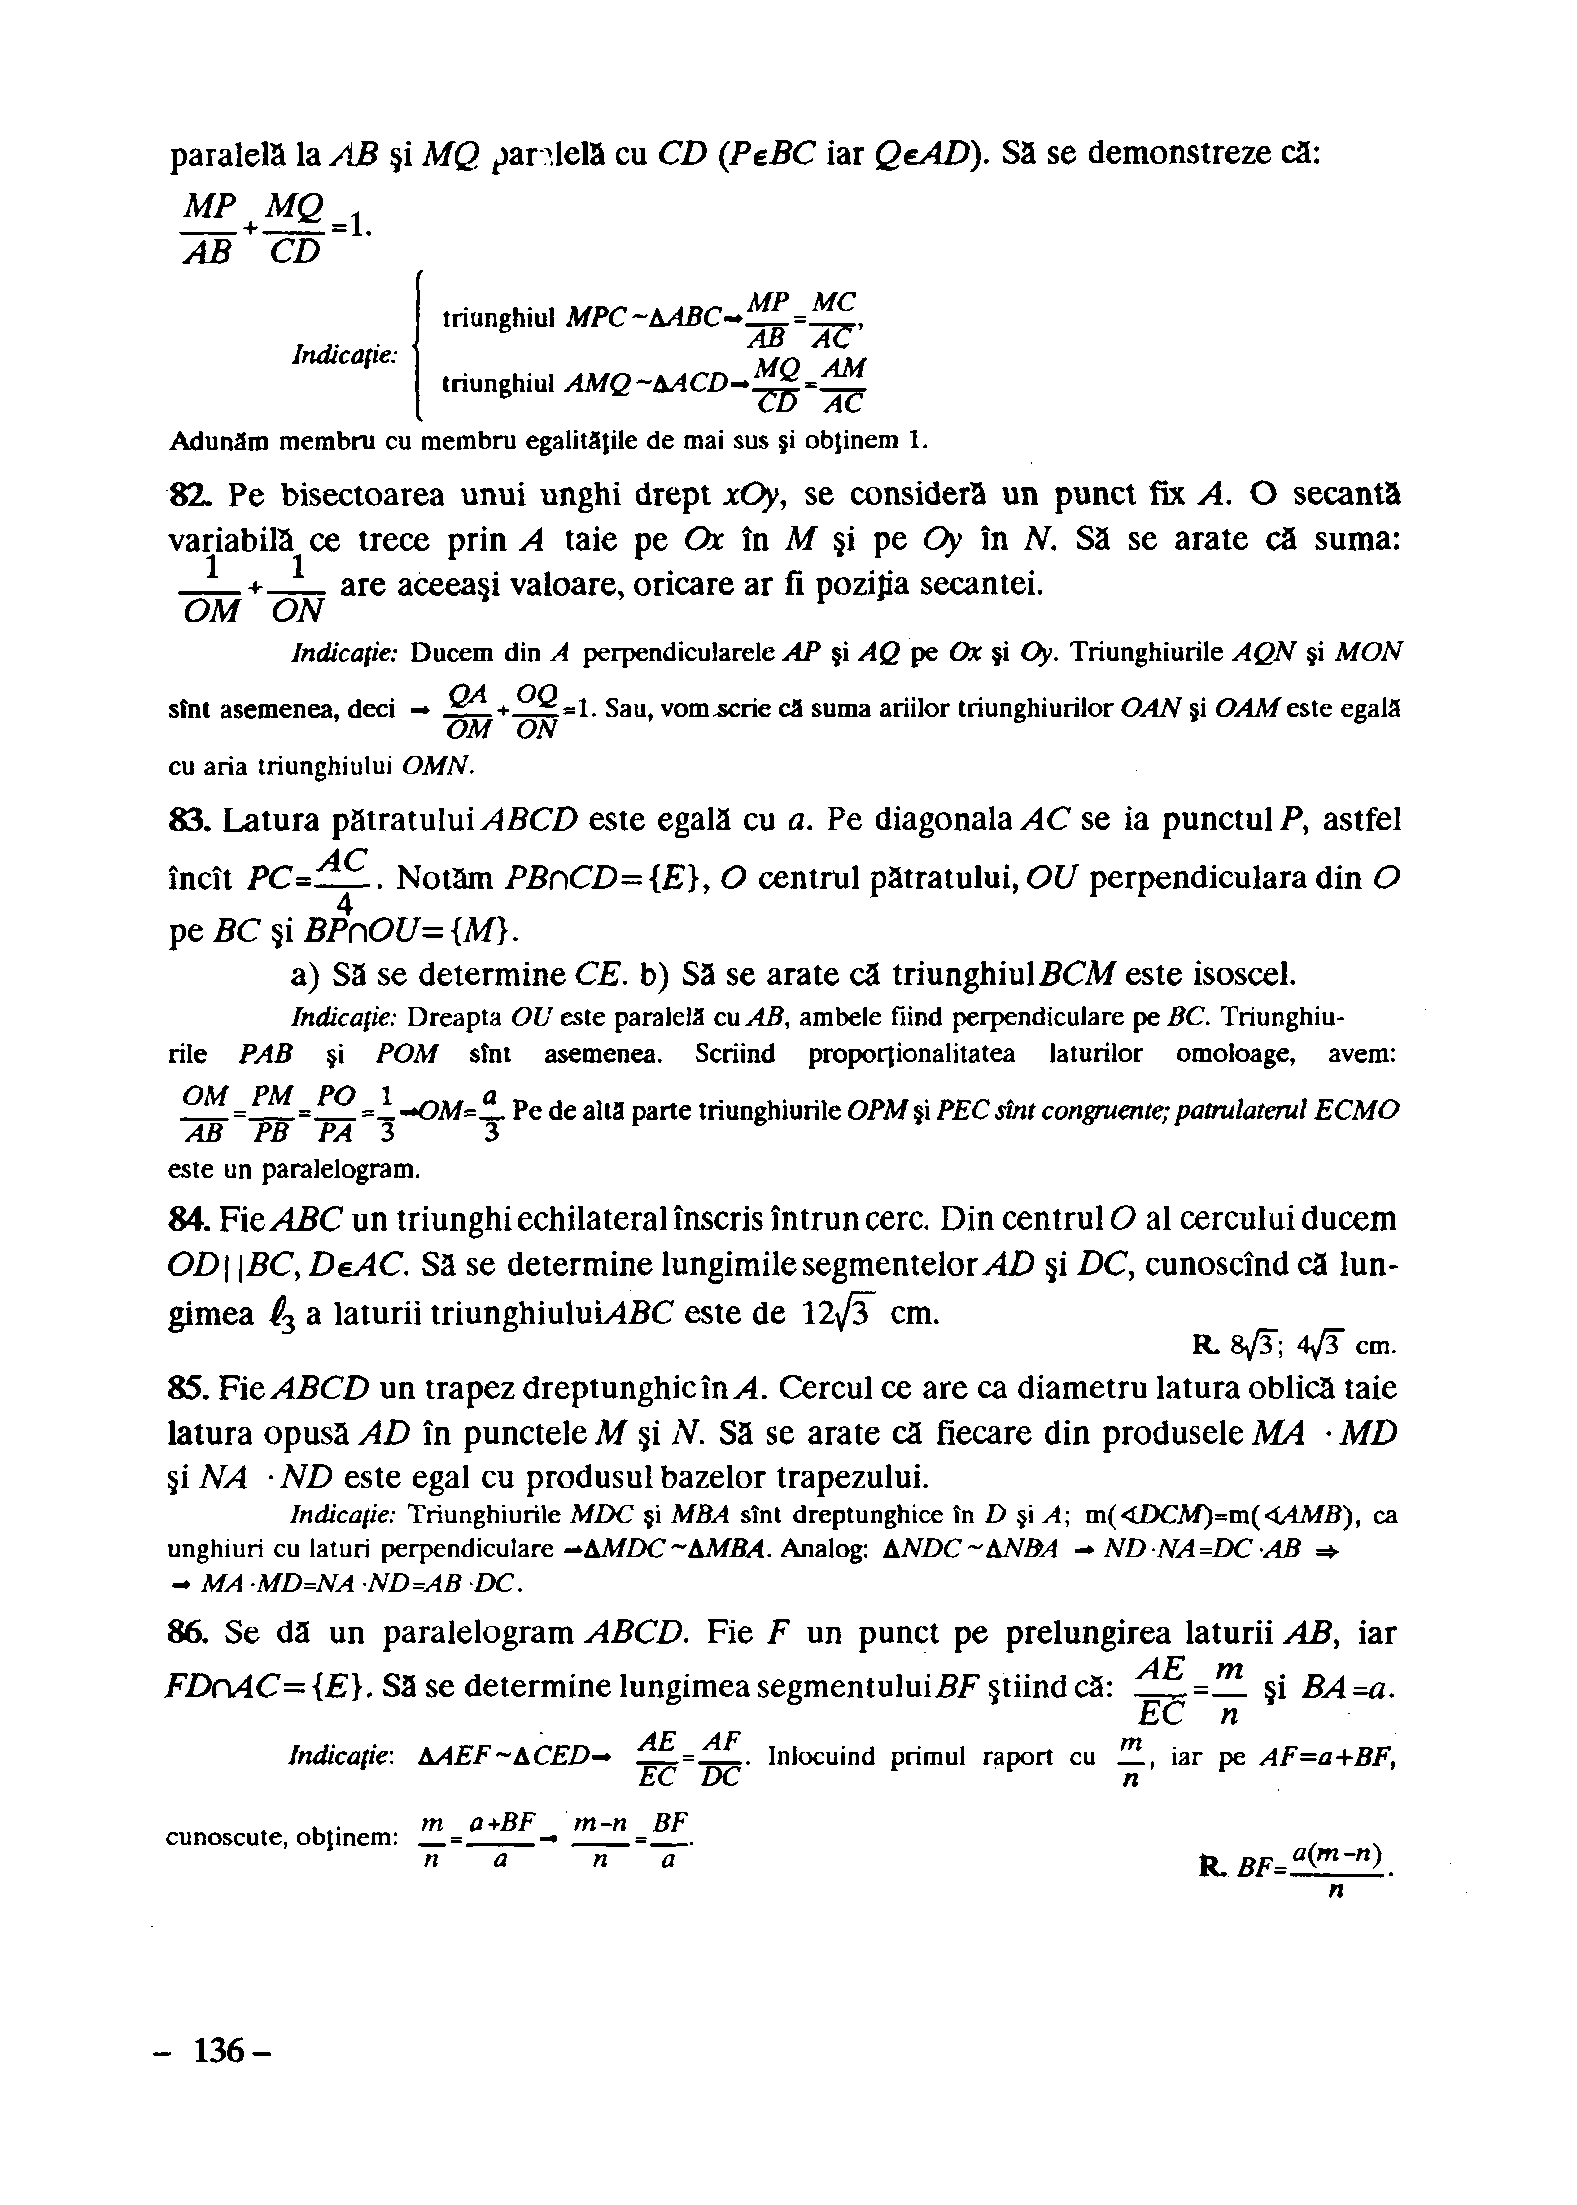 paralelă la AB şi MQ paralelă cu CD (P∈BC iar Q∈AD). Să se demonstreze că:
MP/AB + MQ/CD =1.
Indicaţie: { triunghiul MPC~ΔABC→ MP/AB = MC/AC,
triunghiul AMQ~ΔACD→ MQ/CD = AM/AC
Adunăm membru cu membru egalităţile de mai sus şi obţinem 1.
82. Pe bisectoarea unui unghi drept xOy, se consideră un punct fix A. O secantă
variabilă ce trece prin A taie pe Ox în M şi pe Oy în N. Să se arate că suma:
1/OM + 1/ON are aceeaşi valoare, oricare ar fi poziţia secantei.
Indicaţie: Ducem din A perpendicularele AP şi AQ pe Ox şi Oy. Triunghiurile AQN şi MON
sînt asemenea, deci → QA/OM + OQ/ON =1. Sau, vom scrie că suma ariilor triunghiurilor OAN şi OAM este egală
cu aria triunghiului OMN.
83. Latura pătratului ABCD este egală cu a. Pe diagonala AC se ia punctul P, astfel
încît PC= AC/4. Notăm PB∩CD={E}, O centrul pătratului, OU perpendiculara din O
pe BC şi BP∩OU={M}.
a) Să se determine CE. b) Să se arate că triunghiul BCM este isoscel.
Indicaţie: Dreapta OU este paralelă cu AB, ambele fiind perpendiculare pe BC. Triunghiu-
rile PAB şi POM sînt asemenea. Scriind proporţionalitatea laturilor omoloage, avem:
OM/AB = PM/PB = PO/PA = 1/3 →OM= a/3. Pe de altă parte triunghiurile OPM şi PEC sînt congruente; patrulaterul ECMO
este un paralelogram.
84. Fie ABC un triunghi echilateral înscris întrun cerc. Din centrul O al cercului ducem
OD||BC, D∈AC. Să se determine lungimile segmentelor AD şi DC, cunoscînd că lun-
gimea ℓ3 a laturii triunghiului ABC este de 12√3 cm.
R. 8√3; 4√3 cm.
85. Fie ABCD un trapez dreptunghic în A. Cercul ce are ca diametru latura oblică taie
latura opusă AD în punctele M şi N. Să se arate că fiecare din produsele MA · MD
şi NA · ND este egal cu produsul bazelor trapezului.
Indicaţie: Triunghiurile MDC şi MBA sînt dreptunghice în D şi A; m(∢DCM)=m(∢AMB), ca
unghiuri cu laturi perpendiculare →ΔMDC~ΔMBA. Analog: ΔNDC~ΔNBA → ND·NA=DC·AB ⇒
→ MA·MD=NA·ND=AB·DC.
86. Se dă un paralelogram ABCD. Fie F un punct pe prelungirea laturii AB, iar
FD∩AC={E}. Să se determine lungimea segmentului BF ştiind că: AE/EC = m/n şi BA=a.
Indicaţie: ΔAEF~ΔCED→ AE/EC = AF/DC. Inlocuind primul raport cu m/n, iar pe AF=a+BF,
cunoscute, obţinem: m/n = a+BF/a → m-n/n = BF/a.
R. BF= a(m-n)/n.
- 136 -